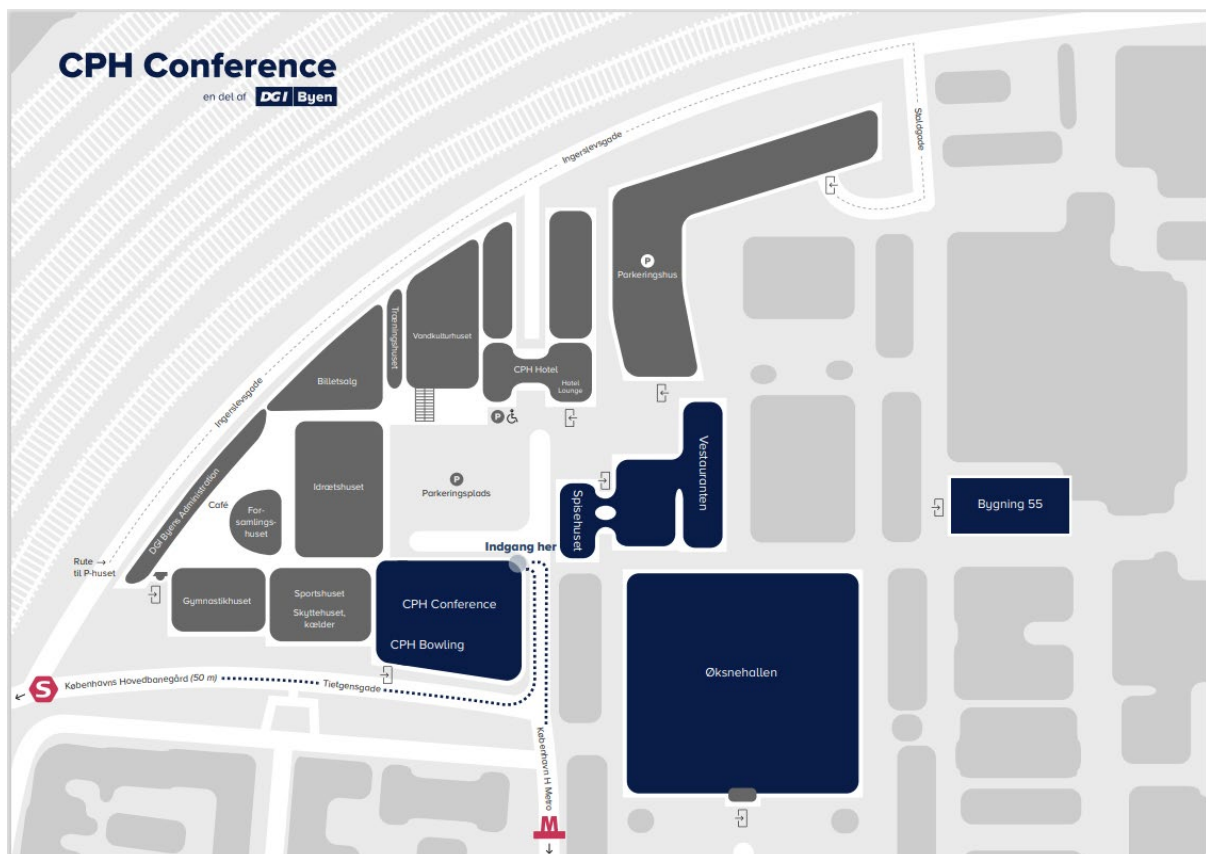 CPH Conference
en del af DGI Byen
Ingerslevsgade
Staldgade
P
Parkeringshus
Træningshuset
Vandkulturhuset
Billetsalg
CPH Hotel
Hotel
Lounge
Ingerslevsgade
P
DGI Byens Administration
Idrætshuset
P
Parkeringsplads
Café
For-
samlings-
huset
Vestauranten
Spisehuset
Bygning 55
Indgang her
Rute →
til P-huset
Gymnastikhuset
Sportshuset
Skyttehuset,
kælder
CPH Conference
CPH Bowling
Øksnehallen
S
Københavns Hovedbanegård (50 m)
Tietgensgade
København H Metro
M